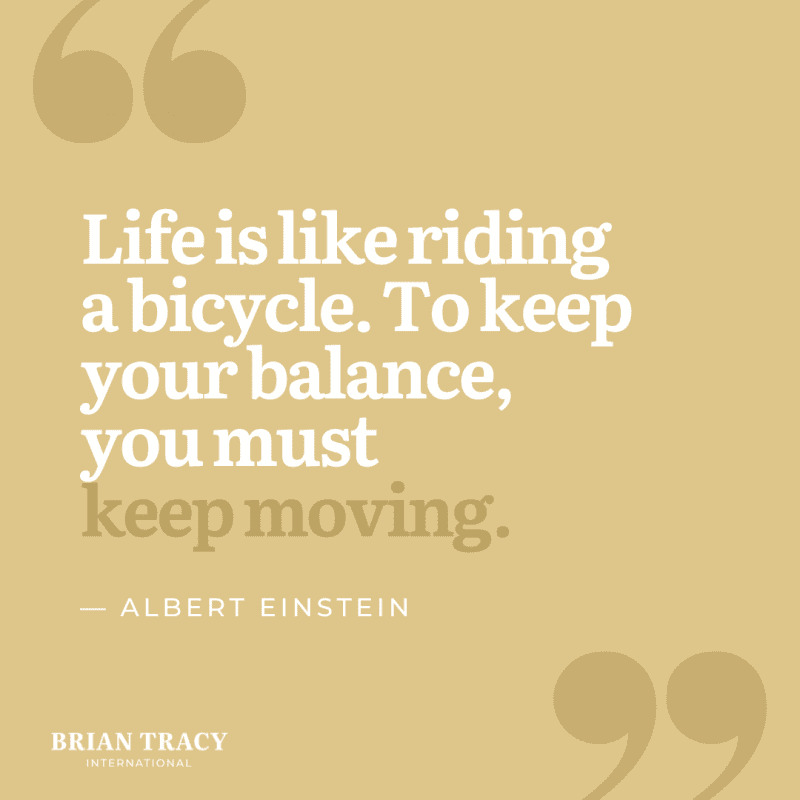 Life is like riding
a bicycle. To keep
your balance,
you must
keep moving.
— ALBERT EINSTEIN
BRIAN TRACY
INTERNATIONAL